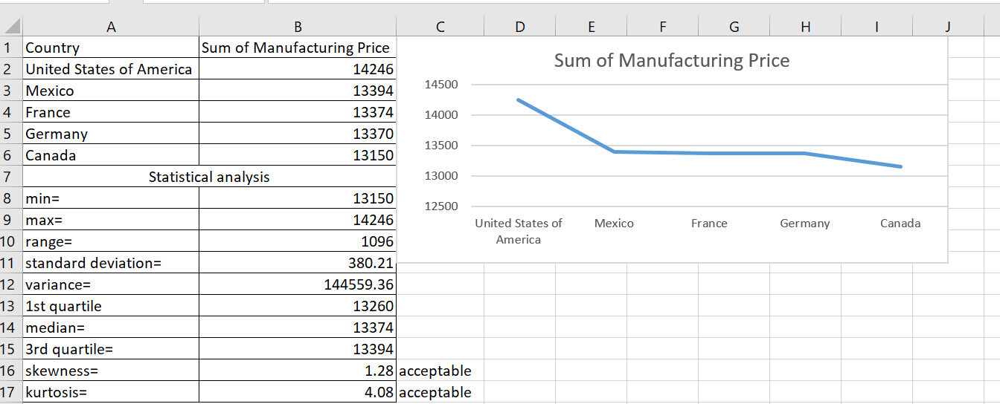 A B C D E F G H I J
1 Country Sum of Manufacturing Price
2 United States of America 14246
3 Mexico 13394
4 France 13374
5 Germany 13370
6 Canada 13150
7 Statistical analysis
8 min= 13150
9 max= 14246
10 range= 1096
11 standard deviation= 380.21
12 variance= 144559.36
13 1st quartile 13260
14 median= 13374
15 3rd quartile= 13394
16 skewness= 1.28 acceptable
17 kurtosis= 4.08 acceptable
Sum of Manufacturing Price
14500
14000
13500
13000
12500
United States of America Mexico France Germany Canada